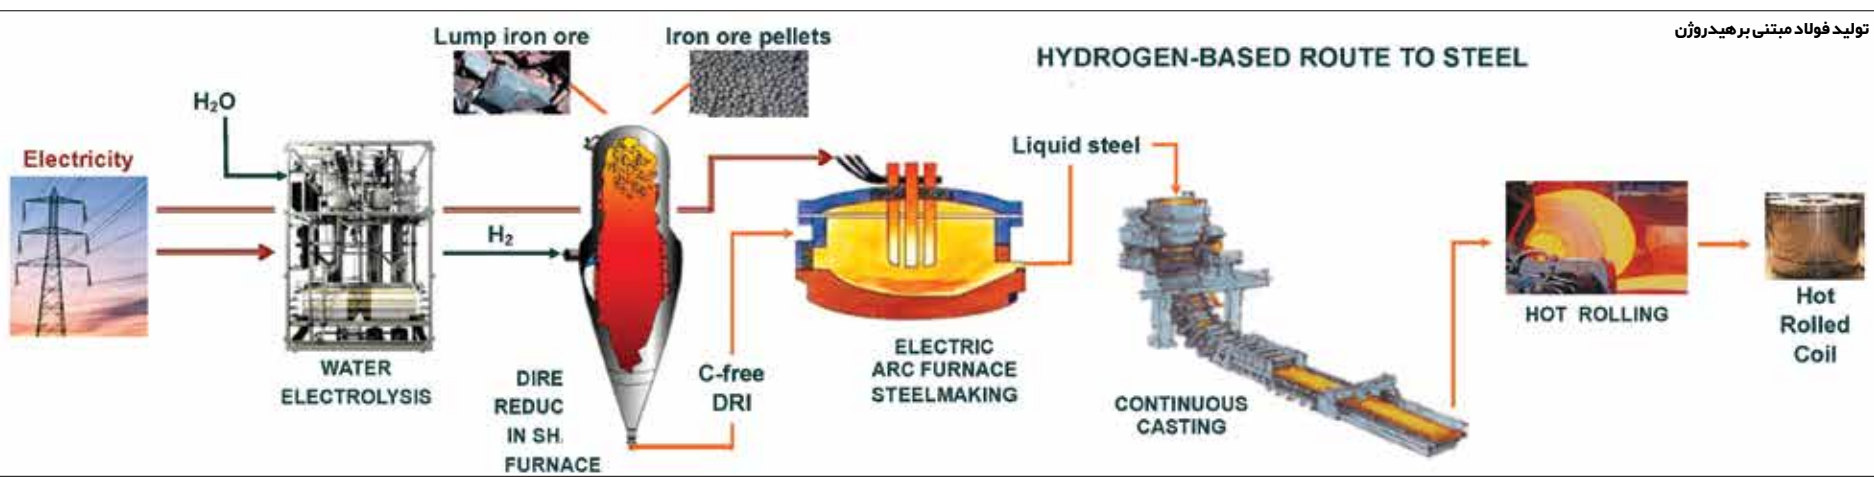 تولید فولاد مبتنی بر هیدروژن
HYDROGEN-BASED ROUTE TO STEEL
Lump iron ore
Iron ore pellets
H₂O
Electricity
H₂
WATER
ELECTROLYSIS
DIRE
REDUC
IN SH.
FURNACE
C-free
DRI
ELECTRIC
ARC FURNACE
STEELMAKING
Liquid steel
CONTINUOUS
CASTING
HOT ROLLING
Hot
Rolled
Coil